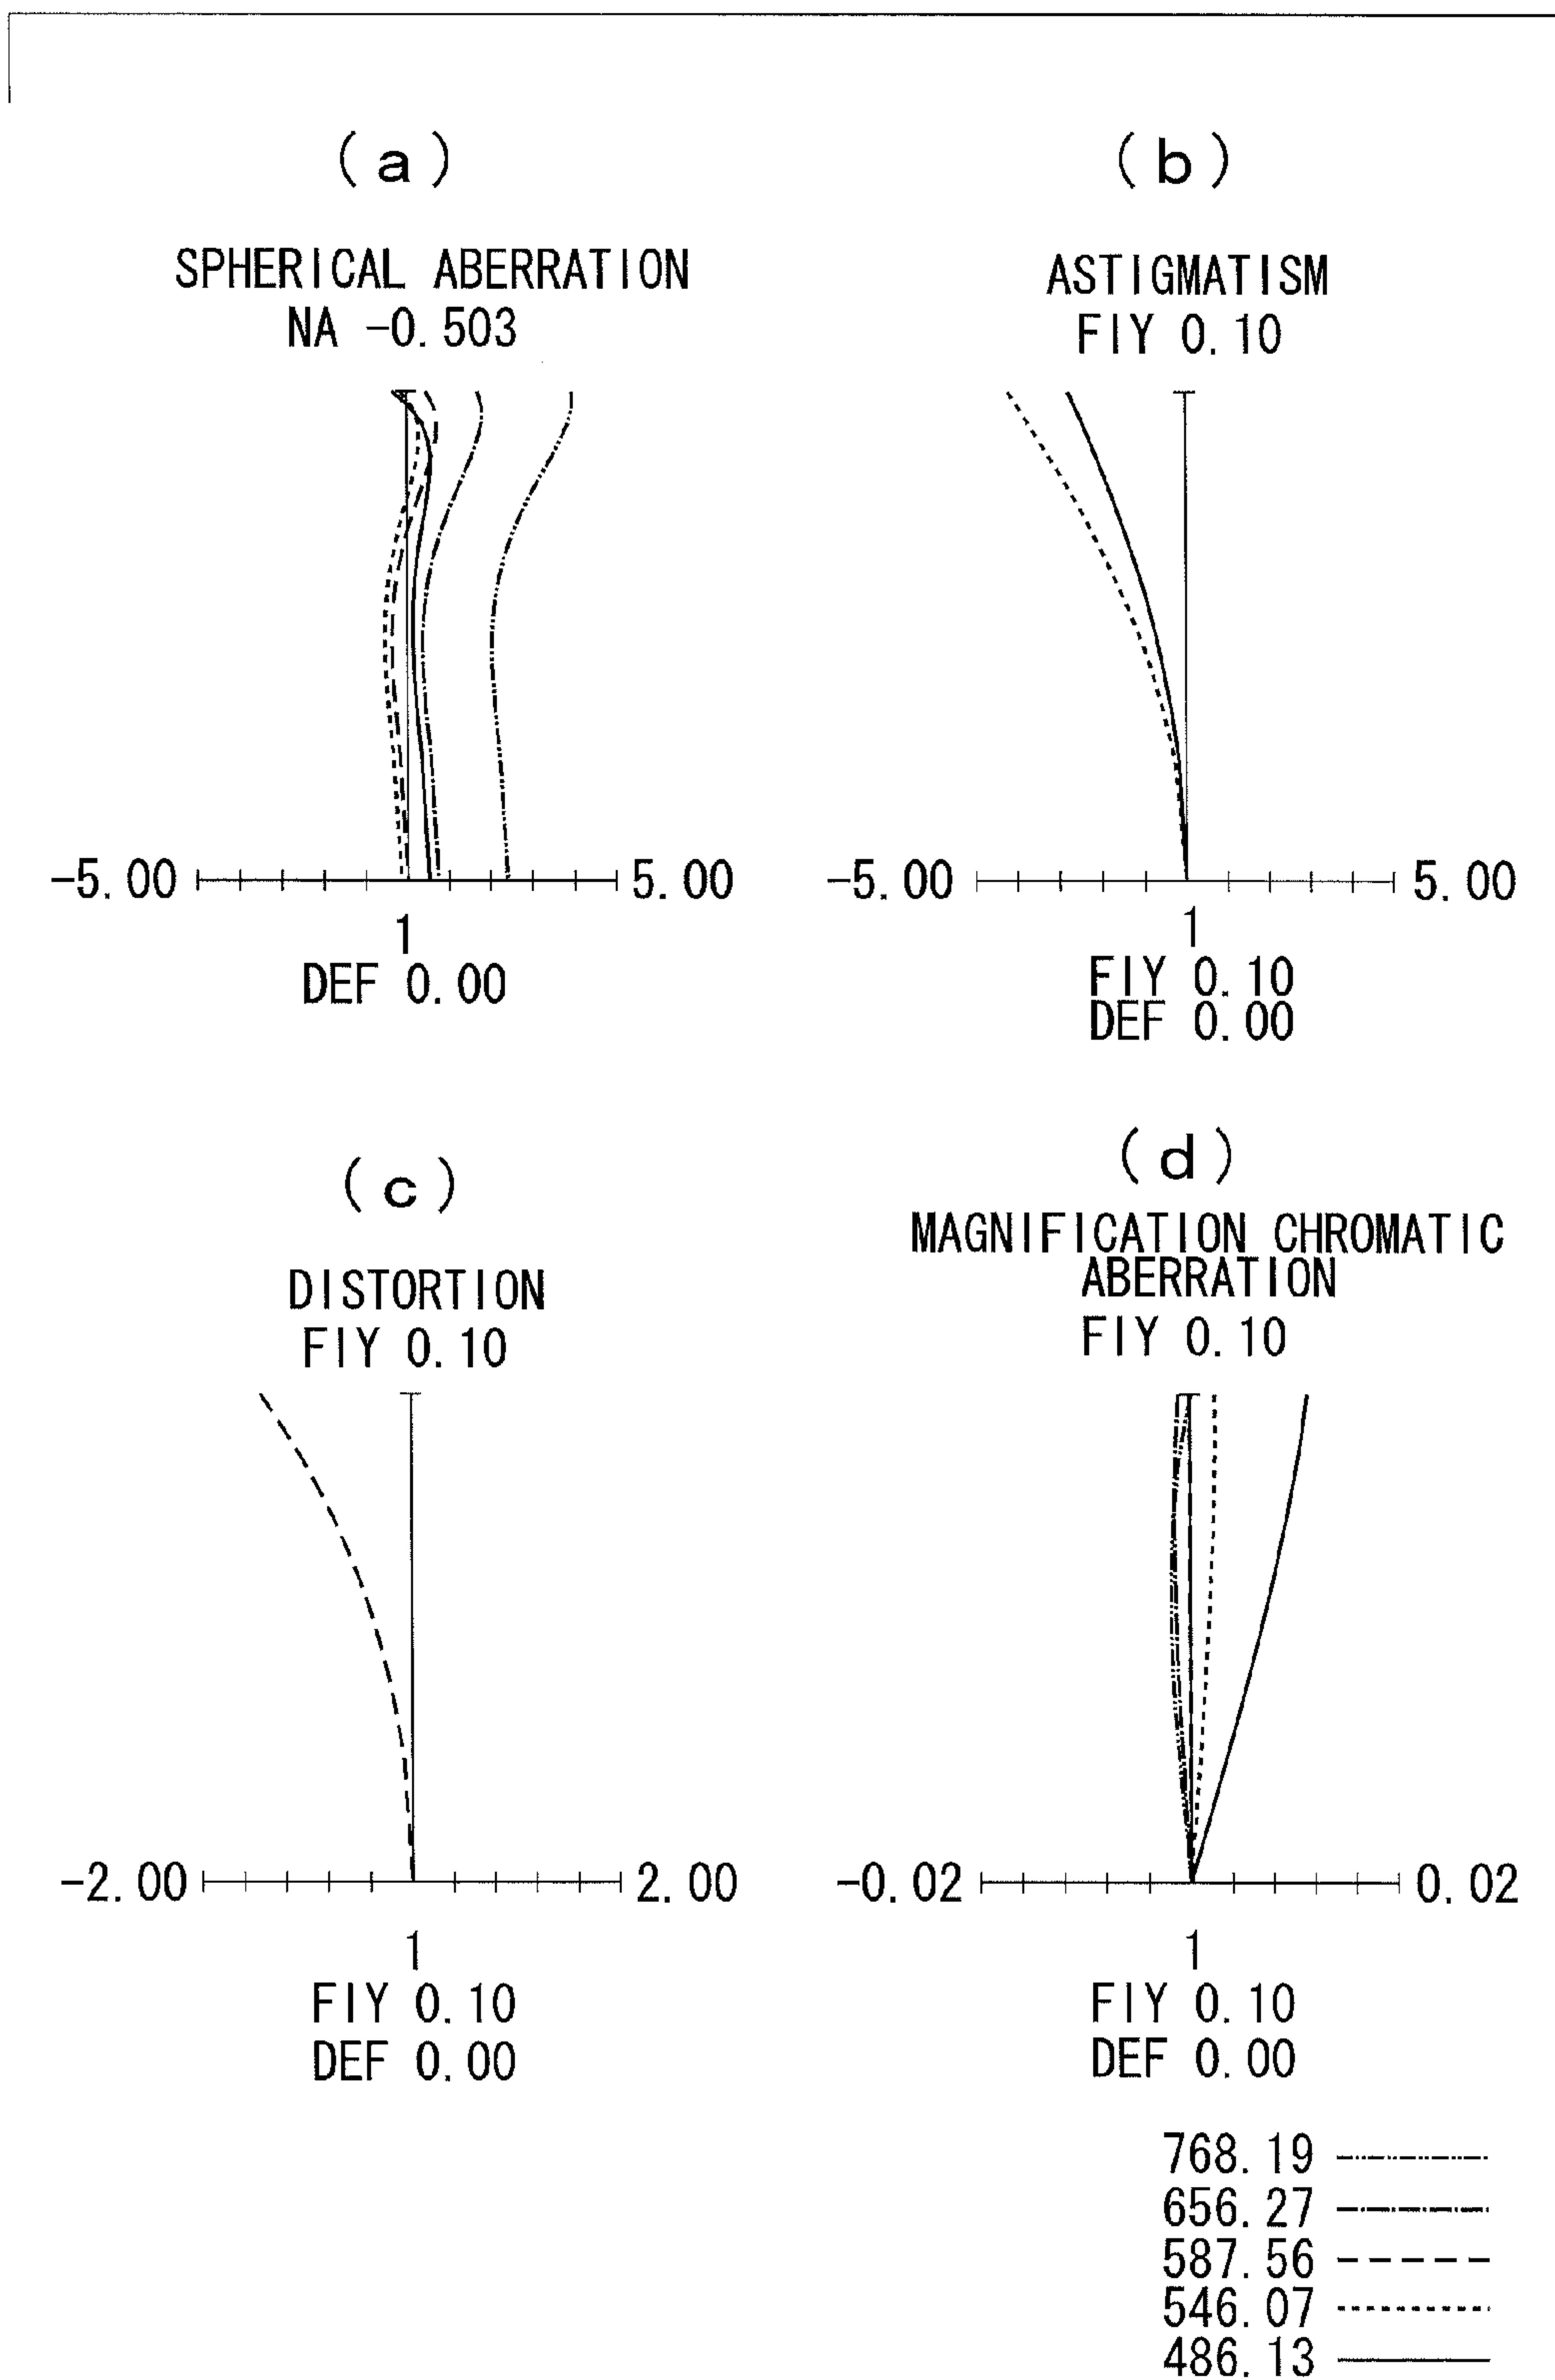 (a)
SPHERICAL ABERRATION
NA -0.503
-5.00
5.00
1
DEF 0.00
(b)
ASTIGMATISM
FIY 0.10
-5.00
5.00
1
FIY 0.10
DEF 0.00
(c)
DISTORTION
FIY 0.10
-2.00
2.00
1
FIY 0.10
DEF 0.00
(d)
MAGNIFICATION CHROMATIC
ABERRATION
FIY 0.10
-0.02
0.02
1
FIY 0.10
DEF 0.00
768.19
656.27
587.56
546.07
486.13